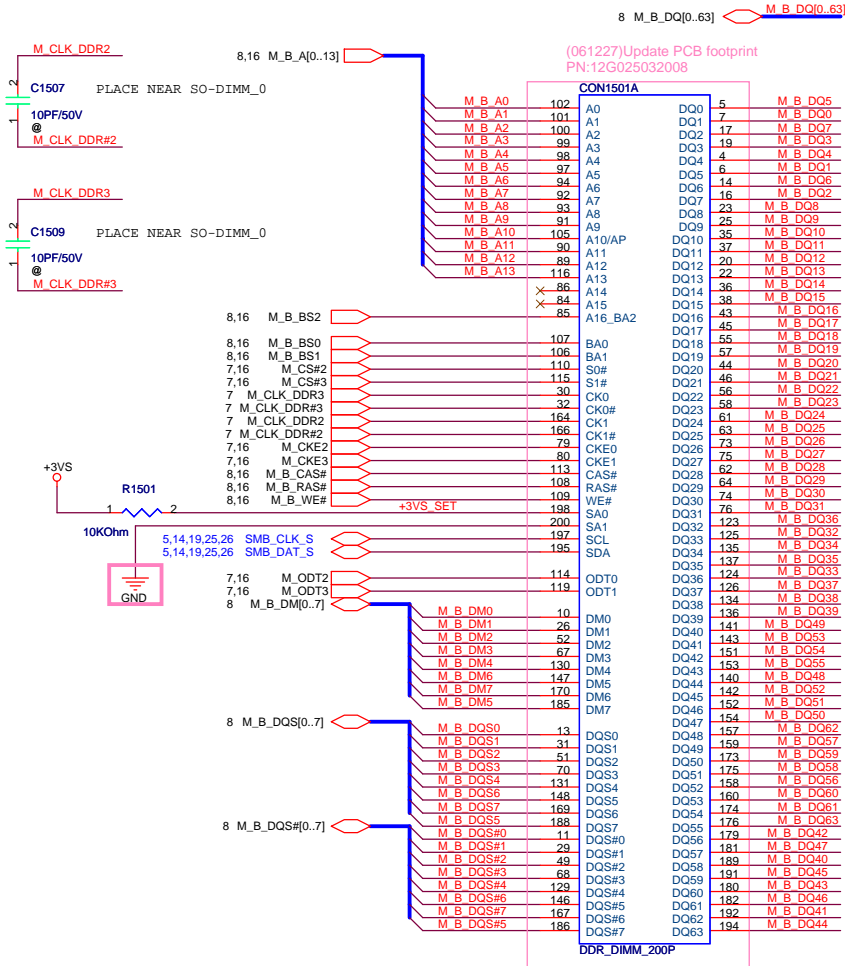 8 M_B_DQ[0..63] M_B_DQ[0..63]
M_CLK_DDR2
2
C1507 PLACE NEAR SO-DIMM_0
10PF/50V
1 @
M_CLK_DDR#2
M_CLK_DDR3
2
C1509 PLACE NEAR SO-DIMM_0
10PF/50V
1 @
M_CLK_DDR#3
8,16 M_B_A[0..13]
(061227)Update PCB footprint
PN:12G025032008
CON1501A
M_B_A0 102 A0
M_B_A1 101 A1
M_B_A2 100 A2
M_B_A3 99 A3
M_B_A4 98 A4
M_B_A5 97 A5
M_B_A6 94 A6
M_B_A7 92 A7
M_B_A8 93 A8
M_B_A9 91 A9
M_B_A10 105 A10/AP
M_B_A11 90 A11
M_B_A12 89 A12
M_B_A13 116 A13
86 A14
84 A15
8,16 M_B_BS2 85 A16_BA2
8,16 M_B_BS0 107 BA0
8,16 M_B_BS1 106 BA1
7,16 M_CS#2 110 S0#
7,16 M_CS#3 115 S1#
7 M_CLK_DDR3 30 CK0
7 M_CLK_DDR#3 32 CK0#
7 M_CLK_DDR2 164 CK1
7 M_CLK_DDR#2 166 CK1#
7,16 M_CKE2 79 CKE0
7,16 M_CKE3 80 CKE1
8,16 M_B_CAS# 113 CAS#
8,16 M_B_RAS# 108 RAS#
8,16 M_B_WE# 109 WE#
+3VS
R1501
1 2 +3VS_SET 198 SA0
10KOhm
200 SA1
5,14,19,25,26 SMB_CLK_S 197 SCL
5,14,19,25,26 SMB_DAT_S 195 SDA
GND
7,16 M_ODT2 114 ODT0
7,16 M_ODT3 119 ODT1
8 M_B_DM[0..7]
M_B_DM0 10 DM0
M_B_DM1 26 DM1
M_B_DM2 52 DM2
M_B_DM3 67 DM3
M_B_DM4 130 DM4
M_B_DM6 147 DM5
M_B_DM7 170 DM6
M_B_DM5 185 DM7
8 M_B_DQS[0..7]
M_B_DQS0 13 DQS0
M_B_DQS1 31 DQS1
M_B_DQS2 51 DQS2
M_B_DQS3 70 DQS3
M_B_DQS4 131 DQS4
M_B_DQS6 148 DQS5
M_B_DQS7 169 DQS6
M_B_DQS5 188 DQS7
8 M_B_DQS#[0..7]
M_B_DQS#0 11 DQS#0
M_B_DQS#1 29 DQS#1
M_B_DQS#2 49 DQS#2
M_B_DQS#3 68 DQS#3
M_B_DQS#4 129 DQS#4
M_B_DQS#6 146 DQS#5
M_B_DQS#7 167 DQS#6
M_B_DQS#5 186 DQS#7
DQ0 5 M_B_DQ5
DQ1 7 M_B_DQ0
DQ2 17 M_B_DQ7
DQ3 19 M_B_DQ3
DQ4 4 M_B_DQ4
DQ5 6 M_B_DQ1
DQ6 14 M_B_DQ6
DQ7 16 M_B_DQ2
DQ8 23 M_B_DQ8
DQ9 25 M_B_DQ9
DQ10 35 M_B_DQ10
DQ11 37 M_B_DQ11
DQ12 20 M_B_DQ12
DQ13 22 M_B_DQ13
DQ14 36 M_B_DQ14
DQ15 38 M_B_DQ15
DQ16 43 M_B_DQ16
DQ17 45 M_B_DQ17
DQ18 55 M_B_DQ18
DQ19 57 M_B_DQ19
DQ20 44 M_B_DQ20
DQ21 46 M_B_DQ21
DQ22 56 M_B_DQ22
DQ23 58 M_B_DQ23
DQ24 61 M_B_DQ24
DQ25 63 M_B_DQ25
DQ26 73 M_B_DQ26
DQ27 75 M_B_DQ27
DQ28 62 M_B_DQ28
DQ29 64 M_B_DQ29
DQ30 74 M_B_DQ30
DQ31 76 M_B_DQ31
DQ32 123 M_B_DQ36
DQ33 125 M_B_DQ32
DQ34 135 M_B_DQ34
DQ35 137 M_B_DQ35
DQ36 124 M_B_DQ33
DQ37 126 M_B_DQ37
DQ38 134 M_B_DQ38
DQ39 136 M_B_DQ39
DQ40 141 M_B_DQ49
DQ41 143 M_B_DQ53
DQ42 151 M_B_DQ54
DQ43 153 M_B_DQ55
DQ44 140 M_B_DQ48
DQ45 142 M_B_DQ52
DQ46 152 M_B_DQ51
DQ47 154 M_B_DQ50
DQ48 157 M_B_DQ62
DQ49 159 M_B_DQ57
DQ50 173 M_B_DQ59
DQ51 175 M_B_DQ58
DQ52 158 M_B_DQ56
DQ53 160 M_B_DQ60
DQ54 174 M_B_DQ61
DQ55 176 M_B_DQ63
DQ56 179 M_B_DQ42
DQ57 181 M_B_DQ47
DQ58 189 M_B_DQ40
DQ59 191 M_B_DQ45
DQ60 180 M_B_DQ43
DQ61 182 M_B_DQ46
DQ62 192 M_B_DQ41
DQ63 194 M_B_DQ44
DDR_DIMM_200P